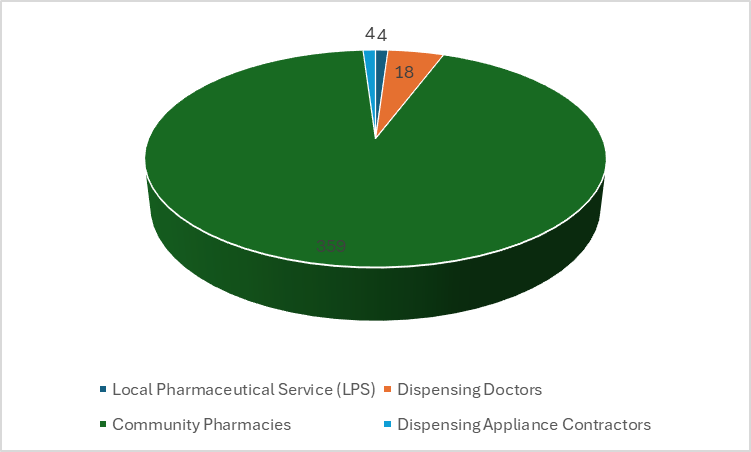 4 4
18
359
Local Pharmaceutical Service (LPS) Dispensing Doctors
Community Pharmacies Dispensing Appliance Contractors